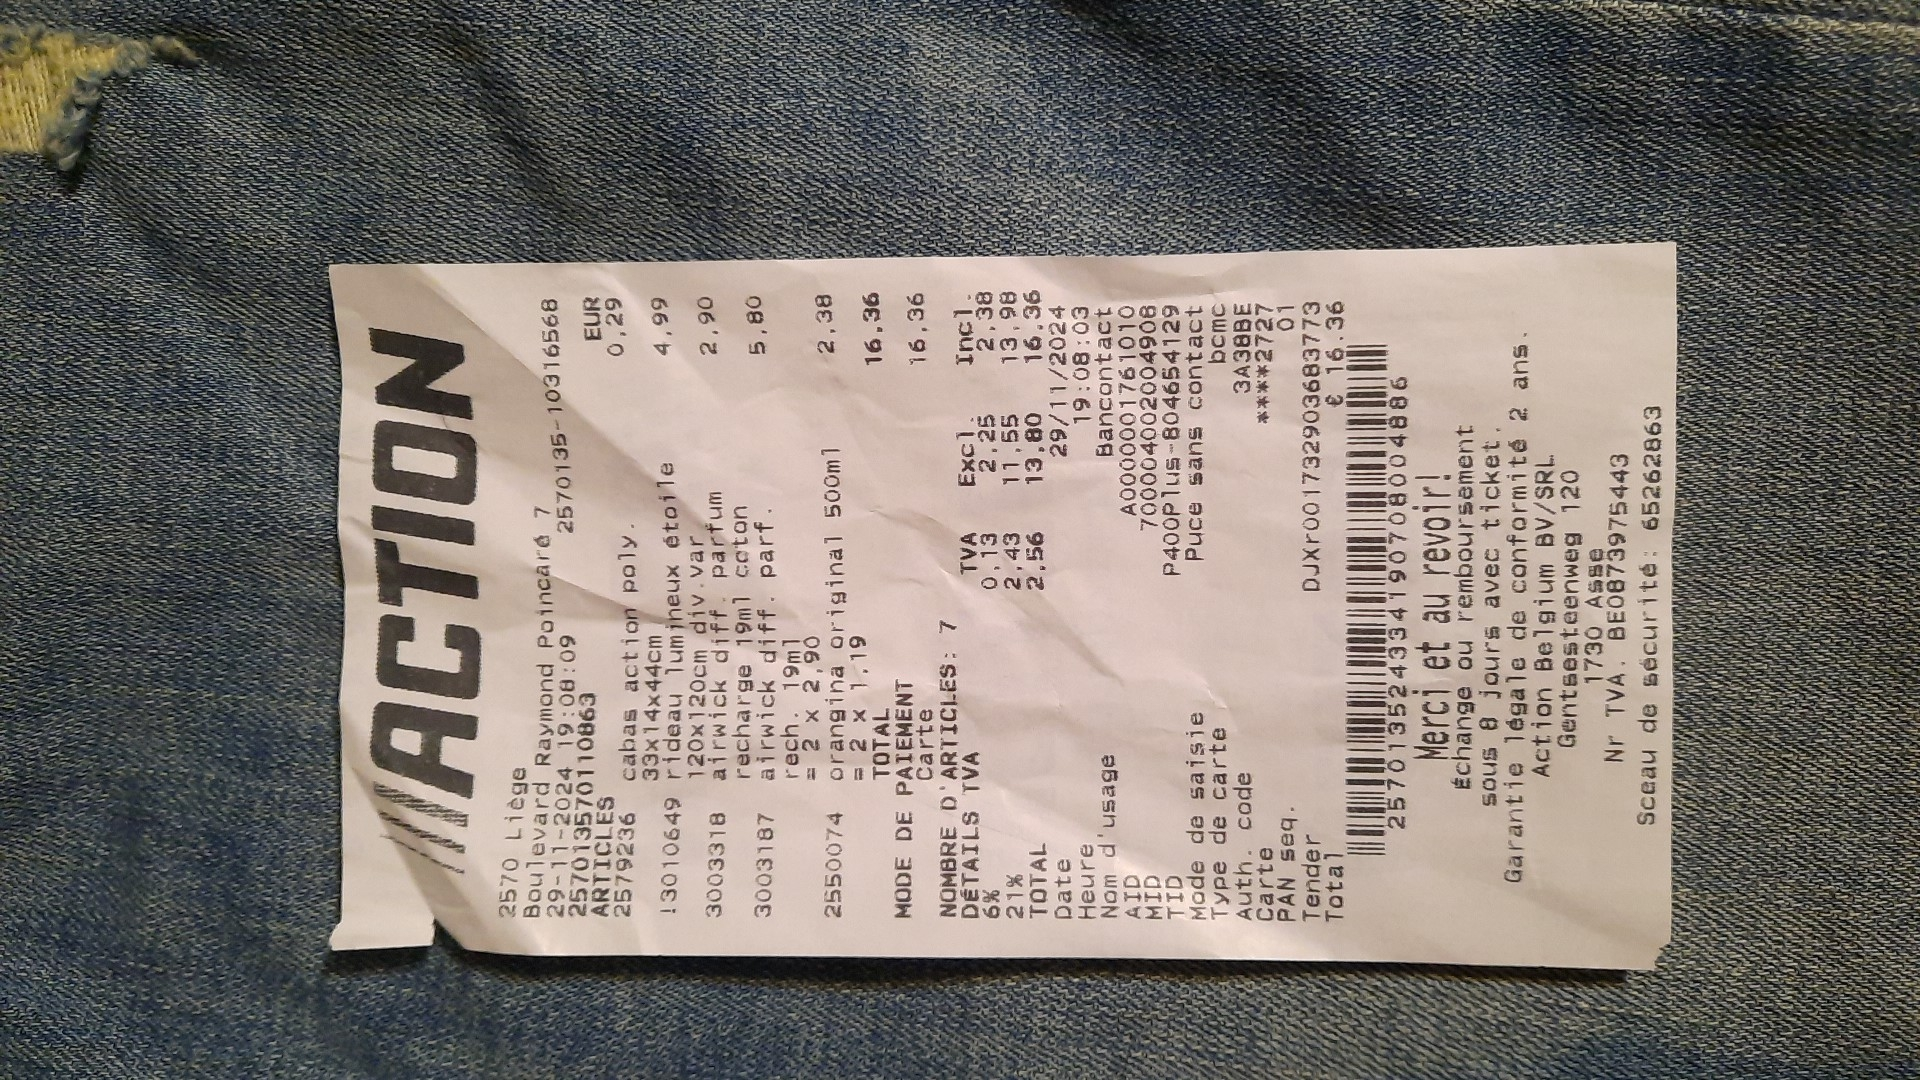 ACTION
2570 Liège
Boulevard Raymond Poincaré 7
29-11-2024 19:08:09 2570135-10316568
2570135701110863
ARTICLES EUR
2579236 cabas action poly. 0,29
33x14x44cm
!3010649 rideau lumineux étoile 4,99
120x120cm div.var
3003318 airwick diff. parfum 2,90
recharge 19ml coton
3003187 airwick diff. parf. 5,80
rech. 19ml
= 2 x 2,90
2550074 orangina original 500ml 2,38
= 2 x 1,19
TOTAL 16,36
MODE DE PAIEMENT
Carte 16,36
NOMBRE D'ARTICLES: 7
DÉTAILS TVA TVA Excl. Incl.
6% 0,13 2,25 2,38
21% 2,43 11,55 13,98
TOTAL 2,56 13,80 16,36
Date 29/11/2024
Heure 19:08:03
Nom d'usage Bancontact
AID A0000001761010
MID 700004002004908
TID P400Plus-804654129
Mode de saisie Puce sans contact
Type de carte bcmc
Auth. code 3A38BE
Carte *****2727
PAN seq. 01
Tender DJXr001732903683773
Total € 16.36
2570135243341907080048 86
Merci et au revoir!
Échange ou remboursement
sous 8 jours avec ticket.
Garantie légale de conformité 2 ans.
Action Belgium BV/SRL
Gentsesteenweg 120
1730 Asse
Nr TVA. BE0873975443
Sceau de sécurité: 652628​63